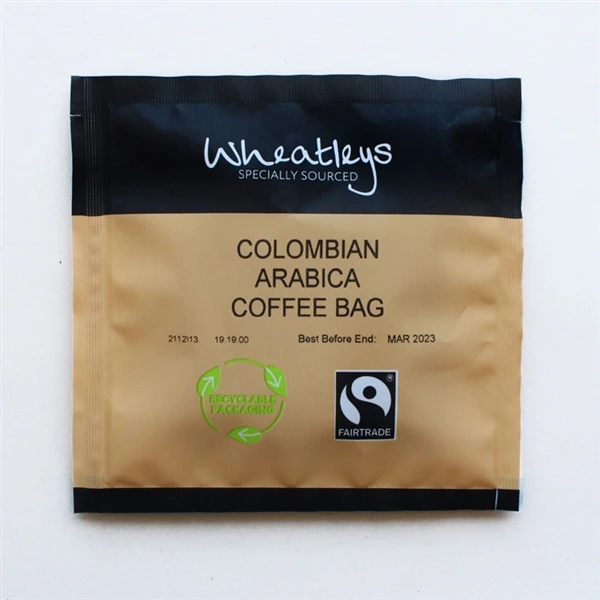 Wheatleys
SPECIALLY SOURCED
COLOMBIAN
ARABICA
COFFEE BAG
2112\13 19:19:00 Best Before End: MAR 2023
RECYCLABLE
PACKAGING
®
FAIRTRADE